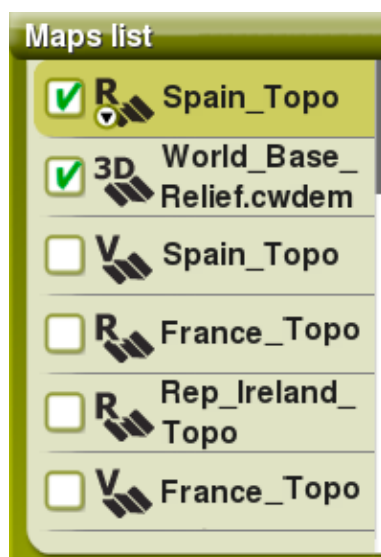 Maps list
R Spain_Topo
3D World_Base_
Relief.cwdem
V Spain_Topo
R France_Topo
R Rep_Ireland_
Topo
V France_Topo